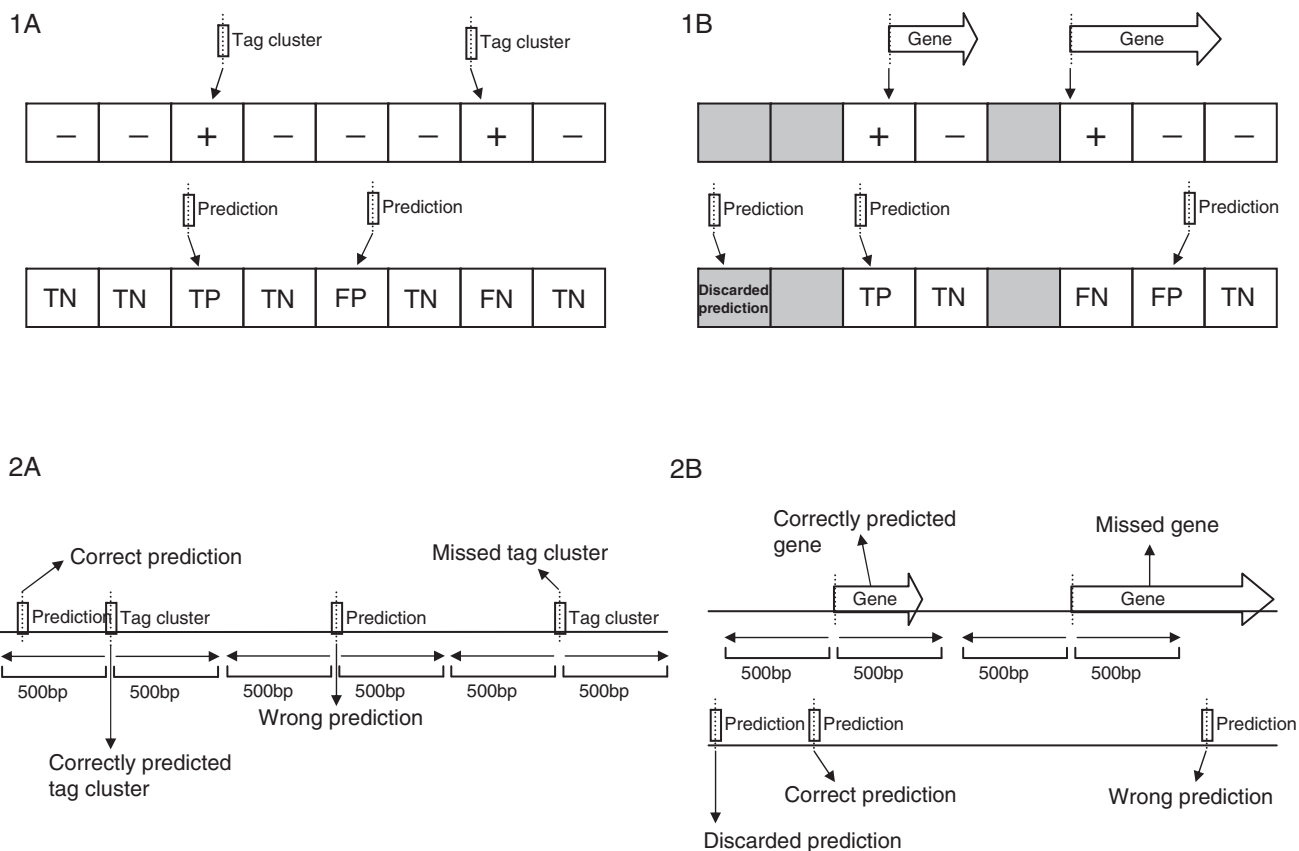 1A
Tag cluster Tag cluster
– – + – – – + –
Prediction Prediction
TN TN TP TN FP TN FN TN
1B
Gene Gene
+ – + – –
Prediction Prediction Prediction
Discarded
prediction
TP TN FN FP TN
2A
Correct prediction
Missed tag cluster
Prediction Tag cluster Prediction Tag cluster
500bp 500bp 500bp 500bp 500bp 500bp
Wrong prediction
Correctly predicted
tag cluster
2B
Correctly predicted
gene
Missed gene
Gene Gene
500bp 500bp 500bp 500bp
Prediction Prediction Prediction
Correct prediction Wrong prediction
Discarded prediction